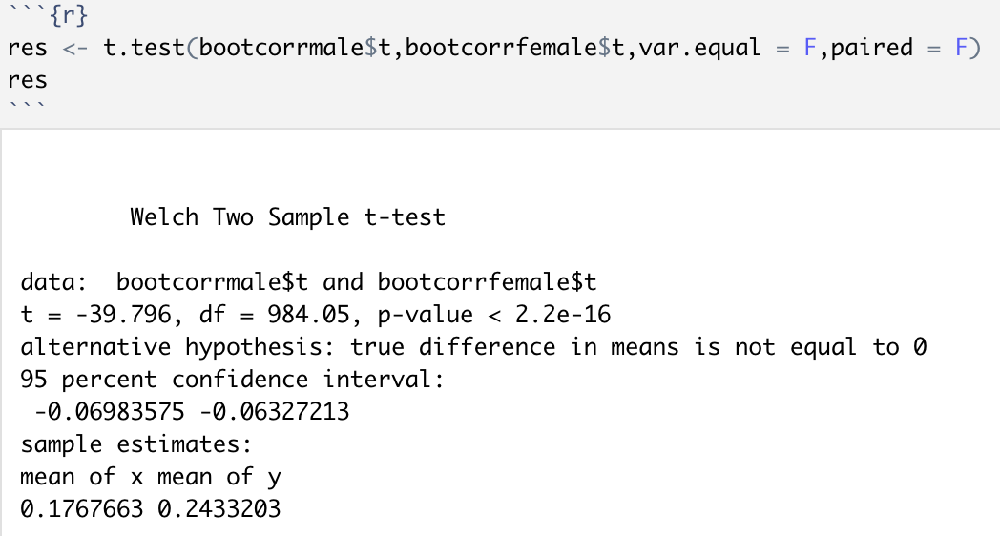 ```{r}
res <- t.test(bootcorrmale$t,bootcorrfemale$t,var.equal = F,paired = F)
res
```
Welch Two Sample t-test
data:  bootcorrmale$t and bootcorrfemale$t
t = -39.796, df = 984.05, p-value < 2.2e-16
alternative hypothesis: true difference in means is not equal to 0
95 percent confidence interval:
-0.06983575 -0.06327213
sample estimates:
mean of x mean of y
0.1767663 0.2433203